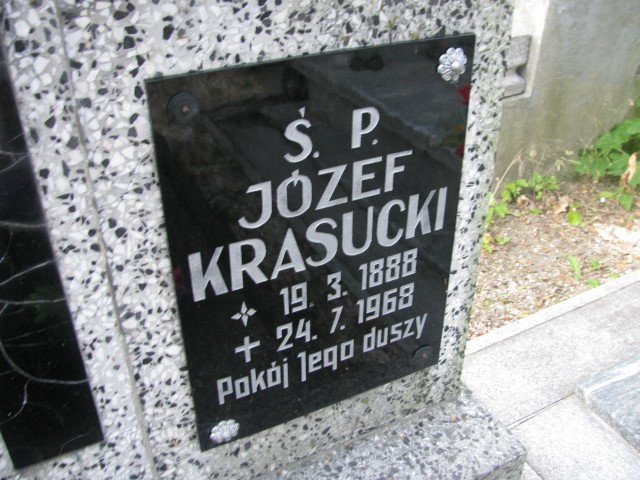 Ś. P.
JÓZEF
KRASUCKI
19. 3. 1888
+ 24. 7. 1968
Pokój Jego duszy